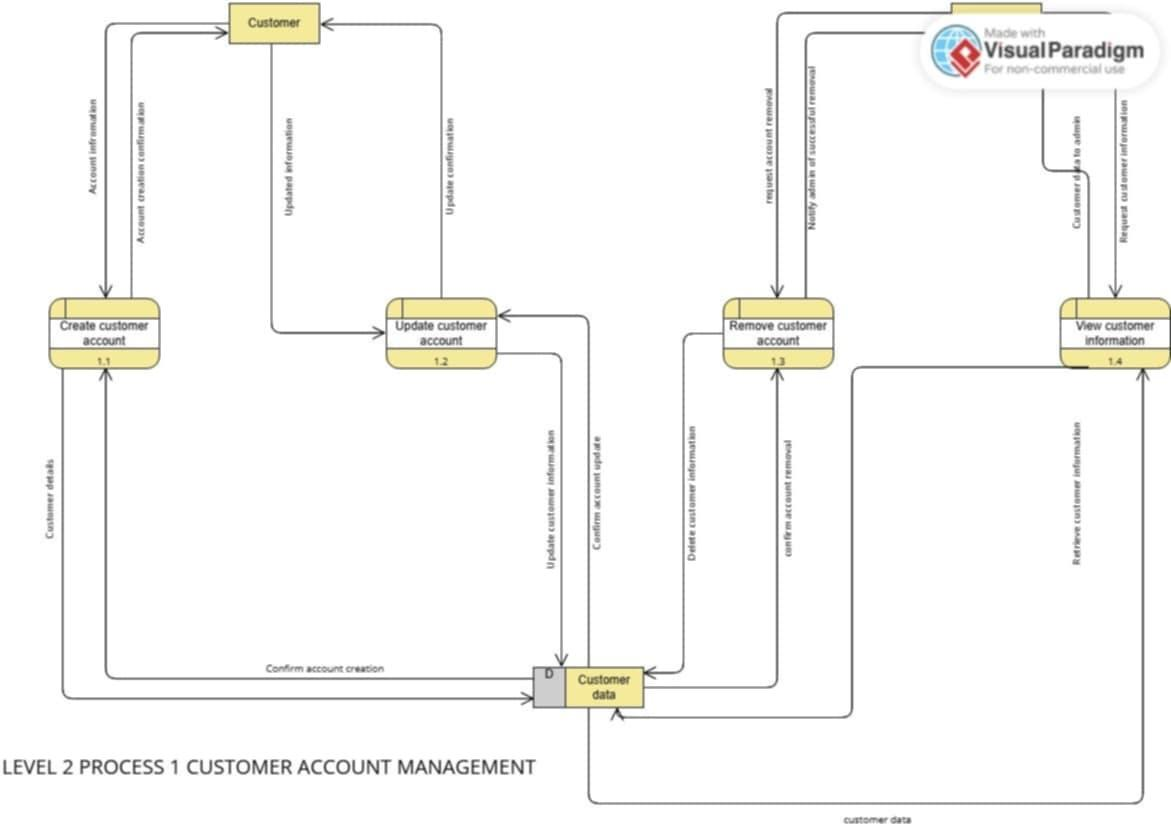 Customer
Made with
VisualParadigm
For non-commercial use
Account infromation
Account creation confirmation
Updated information
Update confirmation
request account removal
Notify admin of successful removal
Customer data to admin
Request customer information
Create customer
account
1.1
Update customer
account
1.2
Remove customer
account
1.3
View customer
information
1.4
Customer details
Update customer information
Confirm account update
Delete customer information
confirm account removal
Retrieve customer information
Confirm account creation
D
Customer
data
LEVEL 2 PROCESS 1 CUSTOMER ACCOUNT MANAGEMENT
customer data